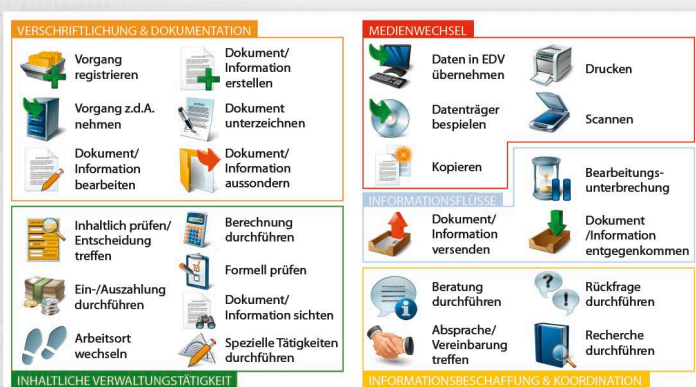 VERSCHRIFTLICHUNG & DOKUMENTATION
Vorgang
registrieren
Dokument/
Information
erstellen
Vorgang z.d.A.
nehmen
Dokument
unterzeichnen
Dokument/
Information
bearbeiten
Dokument/
Information
aussondern
Inhaltlich prüfen/
Entscheidung
treffen
Berechnung
durchführen
Formell prüfen
Ein-/Auszahlung
durchführen
Dokument/
Information sichten
Arbeitsort
wechseln
Spezielle Tätigkeiten
durchführen
INHALTLICHE VERWALTUNGSTÄTIGKEIT
MEDIENWECHSEL
Daten in EDV
übernehmen
Drucken
Datenträger
bespielen
Scannen
Kopieren
INFORMATIONSFLÜSSE
Bearbeitungs-
unterbrechung
Dokument/
Information
versenden
Dokument
/Information
entgegenkommen
Beratung
durchführen
Rückfrage
durchführen
Absprache/
Vereinbarung
treffen
Recherche
durchführen
INFORMATIONSBESCHAFFUNG & KOORDINATION